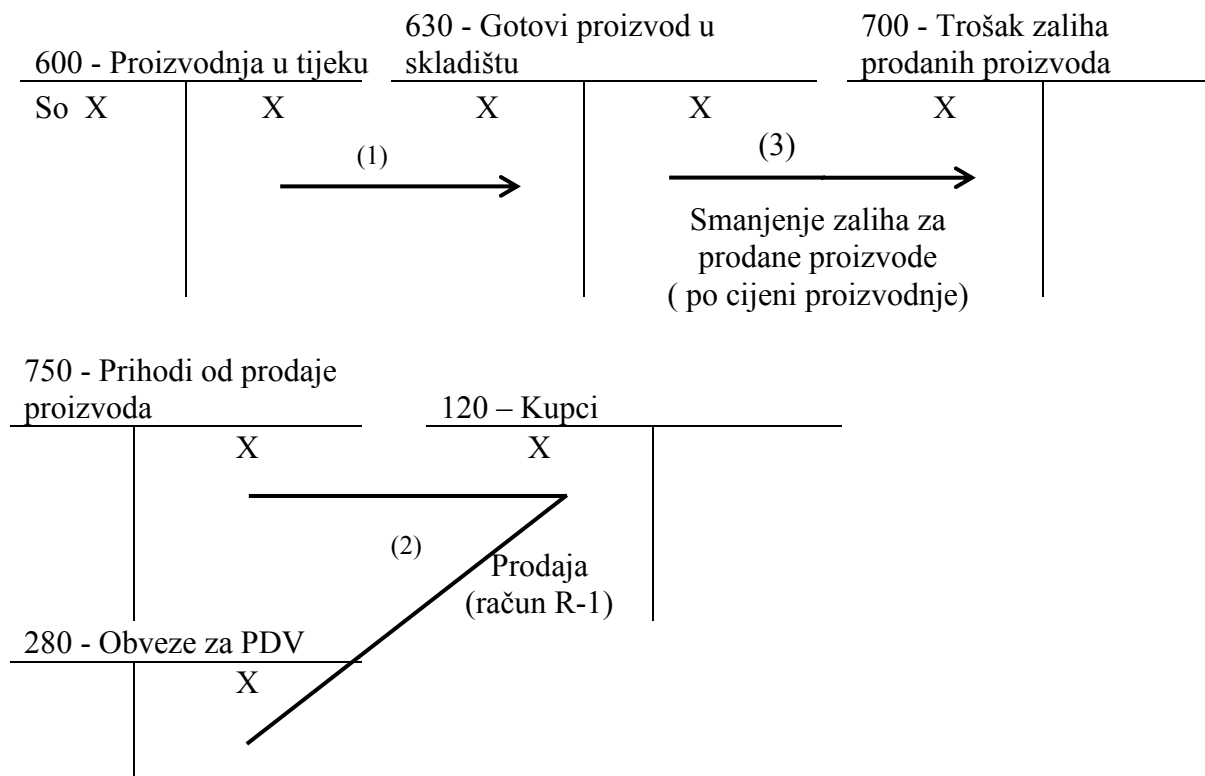 630 - Gotovi proizvod u
skladištu
700 - Trošak zaliha
prodanih proizvoda
600 - Proizvodnja u tijeku
So X
X
X
X
X
(1)
(3)
Smanjenje zaliha za
prodane proizvode
( po cijeni proizvodnje)
750 - Prihodi od prodaje
proizvoda
120 – Kupci
X
X
(2)
Prodaja
(račun R-1)
280 - Obveze za PDV
X